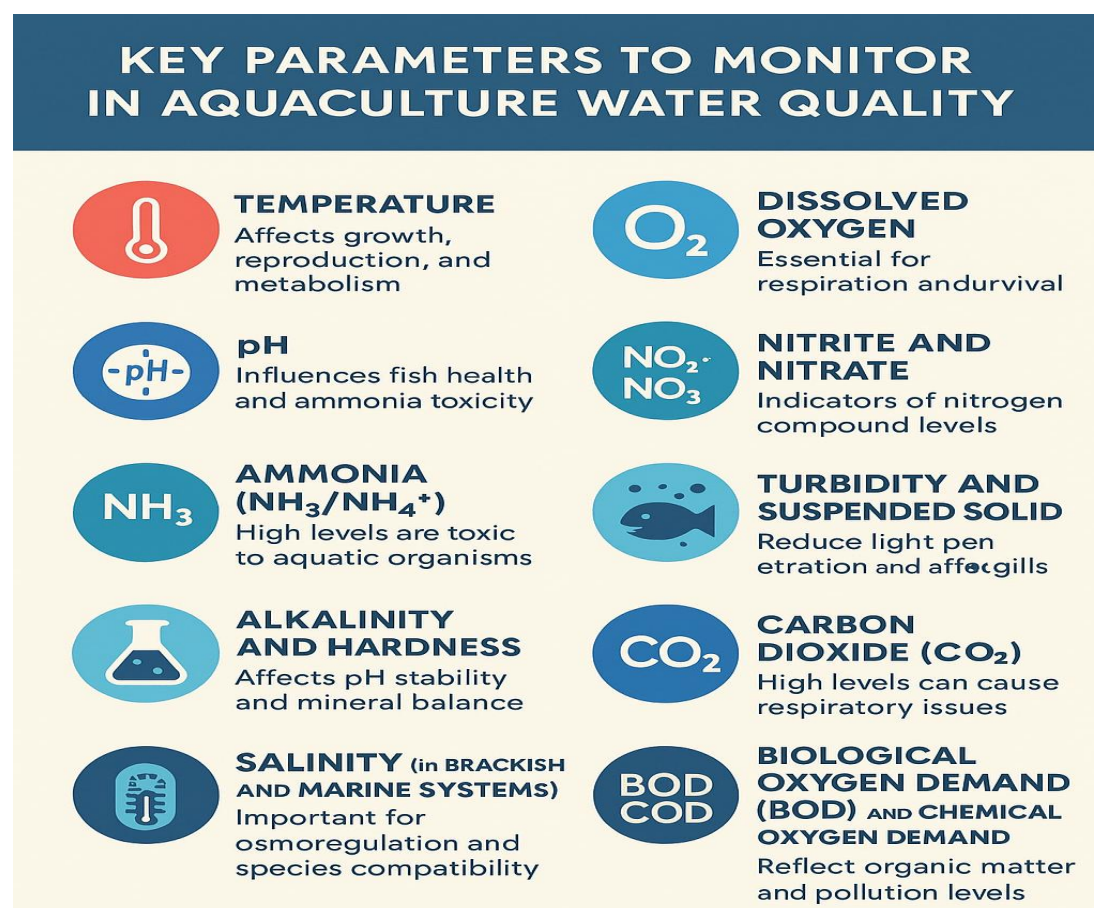 KEY PARAMETERS TO MONITOR
IN AQUACULTURE WATER QUALITY
TEMPERATURE
Affects growth,
reproduction, and
metabolism
O₂
DISSOLVED
OXYGEN
Essential for
respiration andurvival
pH
pH
Influences fish health
and ammonia toxicity
NO₂·
NO₃
NITRITE AND
NITRATE
Indicators of nitrogen
compound levels
NH₃
AMMONIA
(NH₃/NH₄⁺)
High levels are toxic
to aquatic organisms
TURBIDITY AND
SUSPENDED SOLID
Reduce light pen
etration and gills
ALKALINITY
AND HARDNESS
Affects pH stability
and mineral balance
CO₂
CARBON
DIOXIDE (CO₂)
High levels can cause
respiratory issues
SALINITY (in BRACKISH
AND MARINE SYSTEMS)
Important for
osmoregulation and
species compatibility
BOD
COD
BIOLOGICAL
OXYGEN DEMAND
(BOD) AND CHEMICAL
OXYGEN DEMAND
Reflect organic matter
and pollution levels